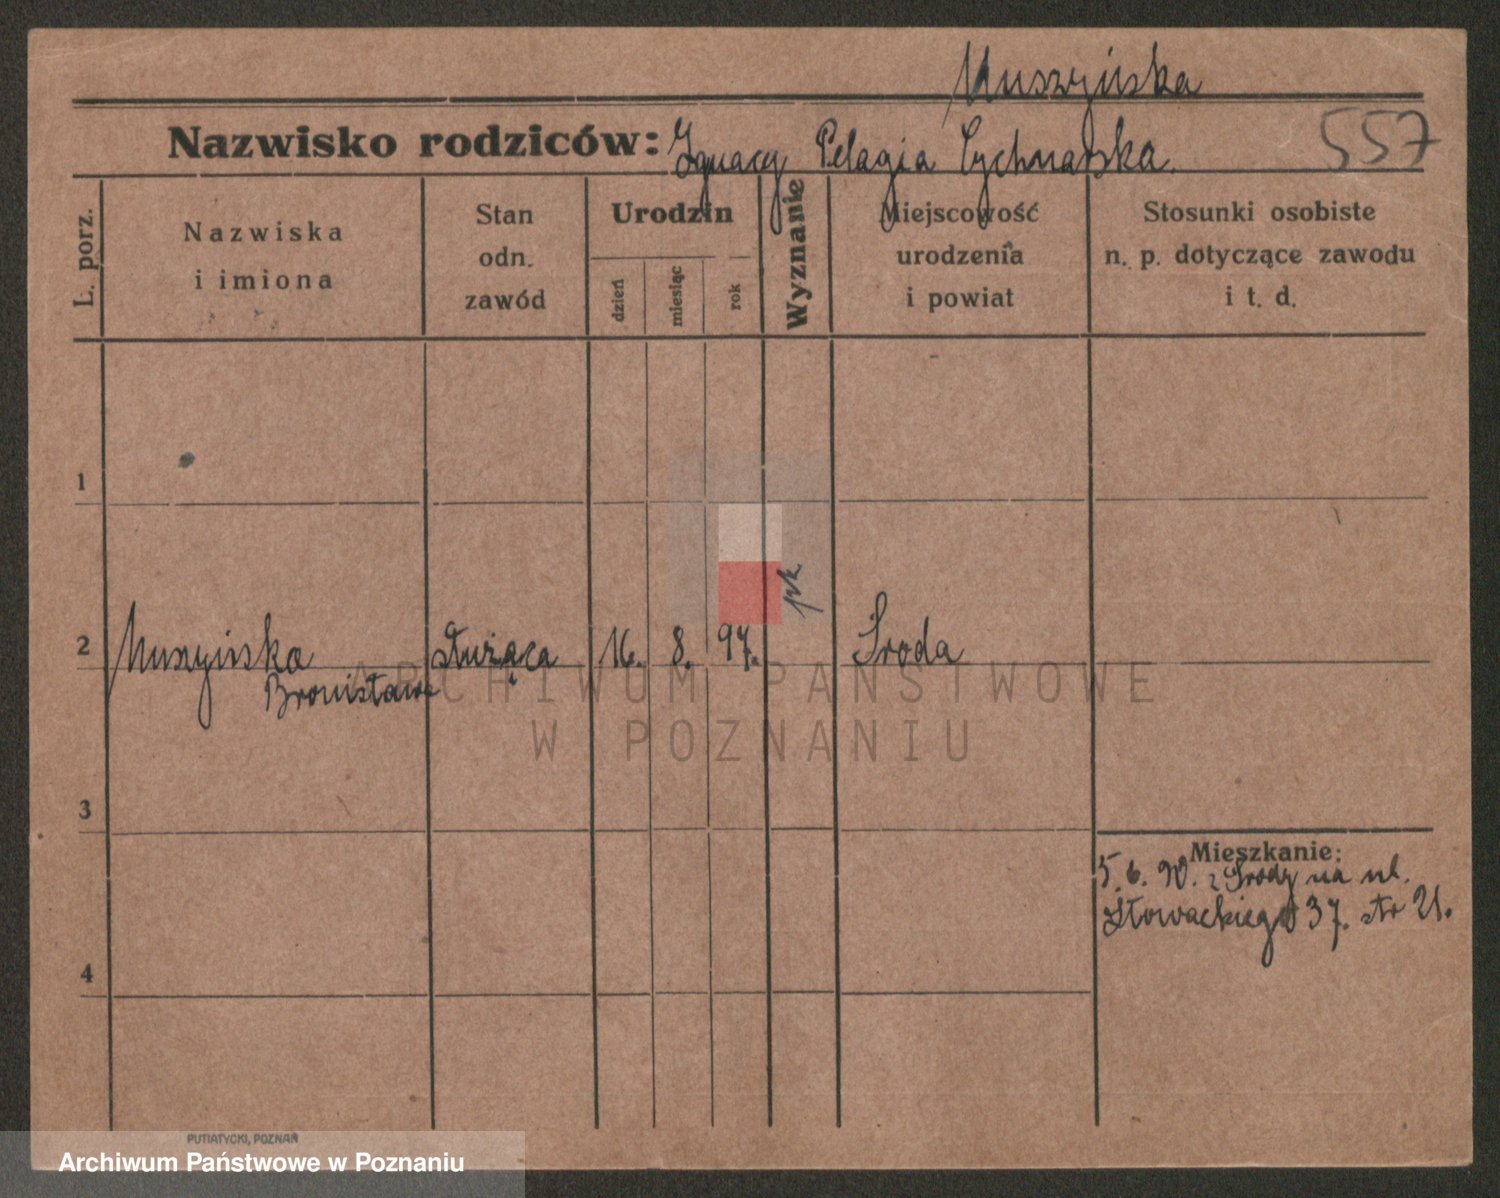 Muszyńska
Nazwisko rodziców: Ignacy Pelagia Cychnarska. 557
L. porz.
Nazwiska
i imiona
Stan
odn.
zawód
Urodzin
dzień
miesiąc
rok
Wyznanie
Miejscowość
urodzenia
i powiat
Stosunki osobiste
n. p. dotyczące zawodu
i t. d.
1
rk
2 Muszyńska służąca 16. 8. 97. Środa
Bronisława
ARCHIWUM PAŃSTWOWE
W POZNANIU
3
Mieszkanie:
5. 6. 20. z Środy na ul.
Słowackiego 37. str 21.
4
PUTIATYCKI, POZNAŃ
Archiwum Państwowe w Poznaniu